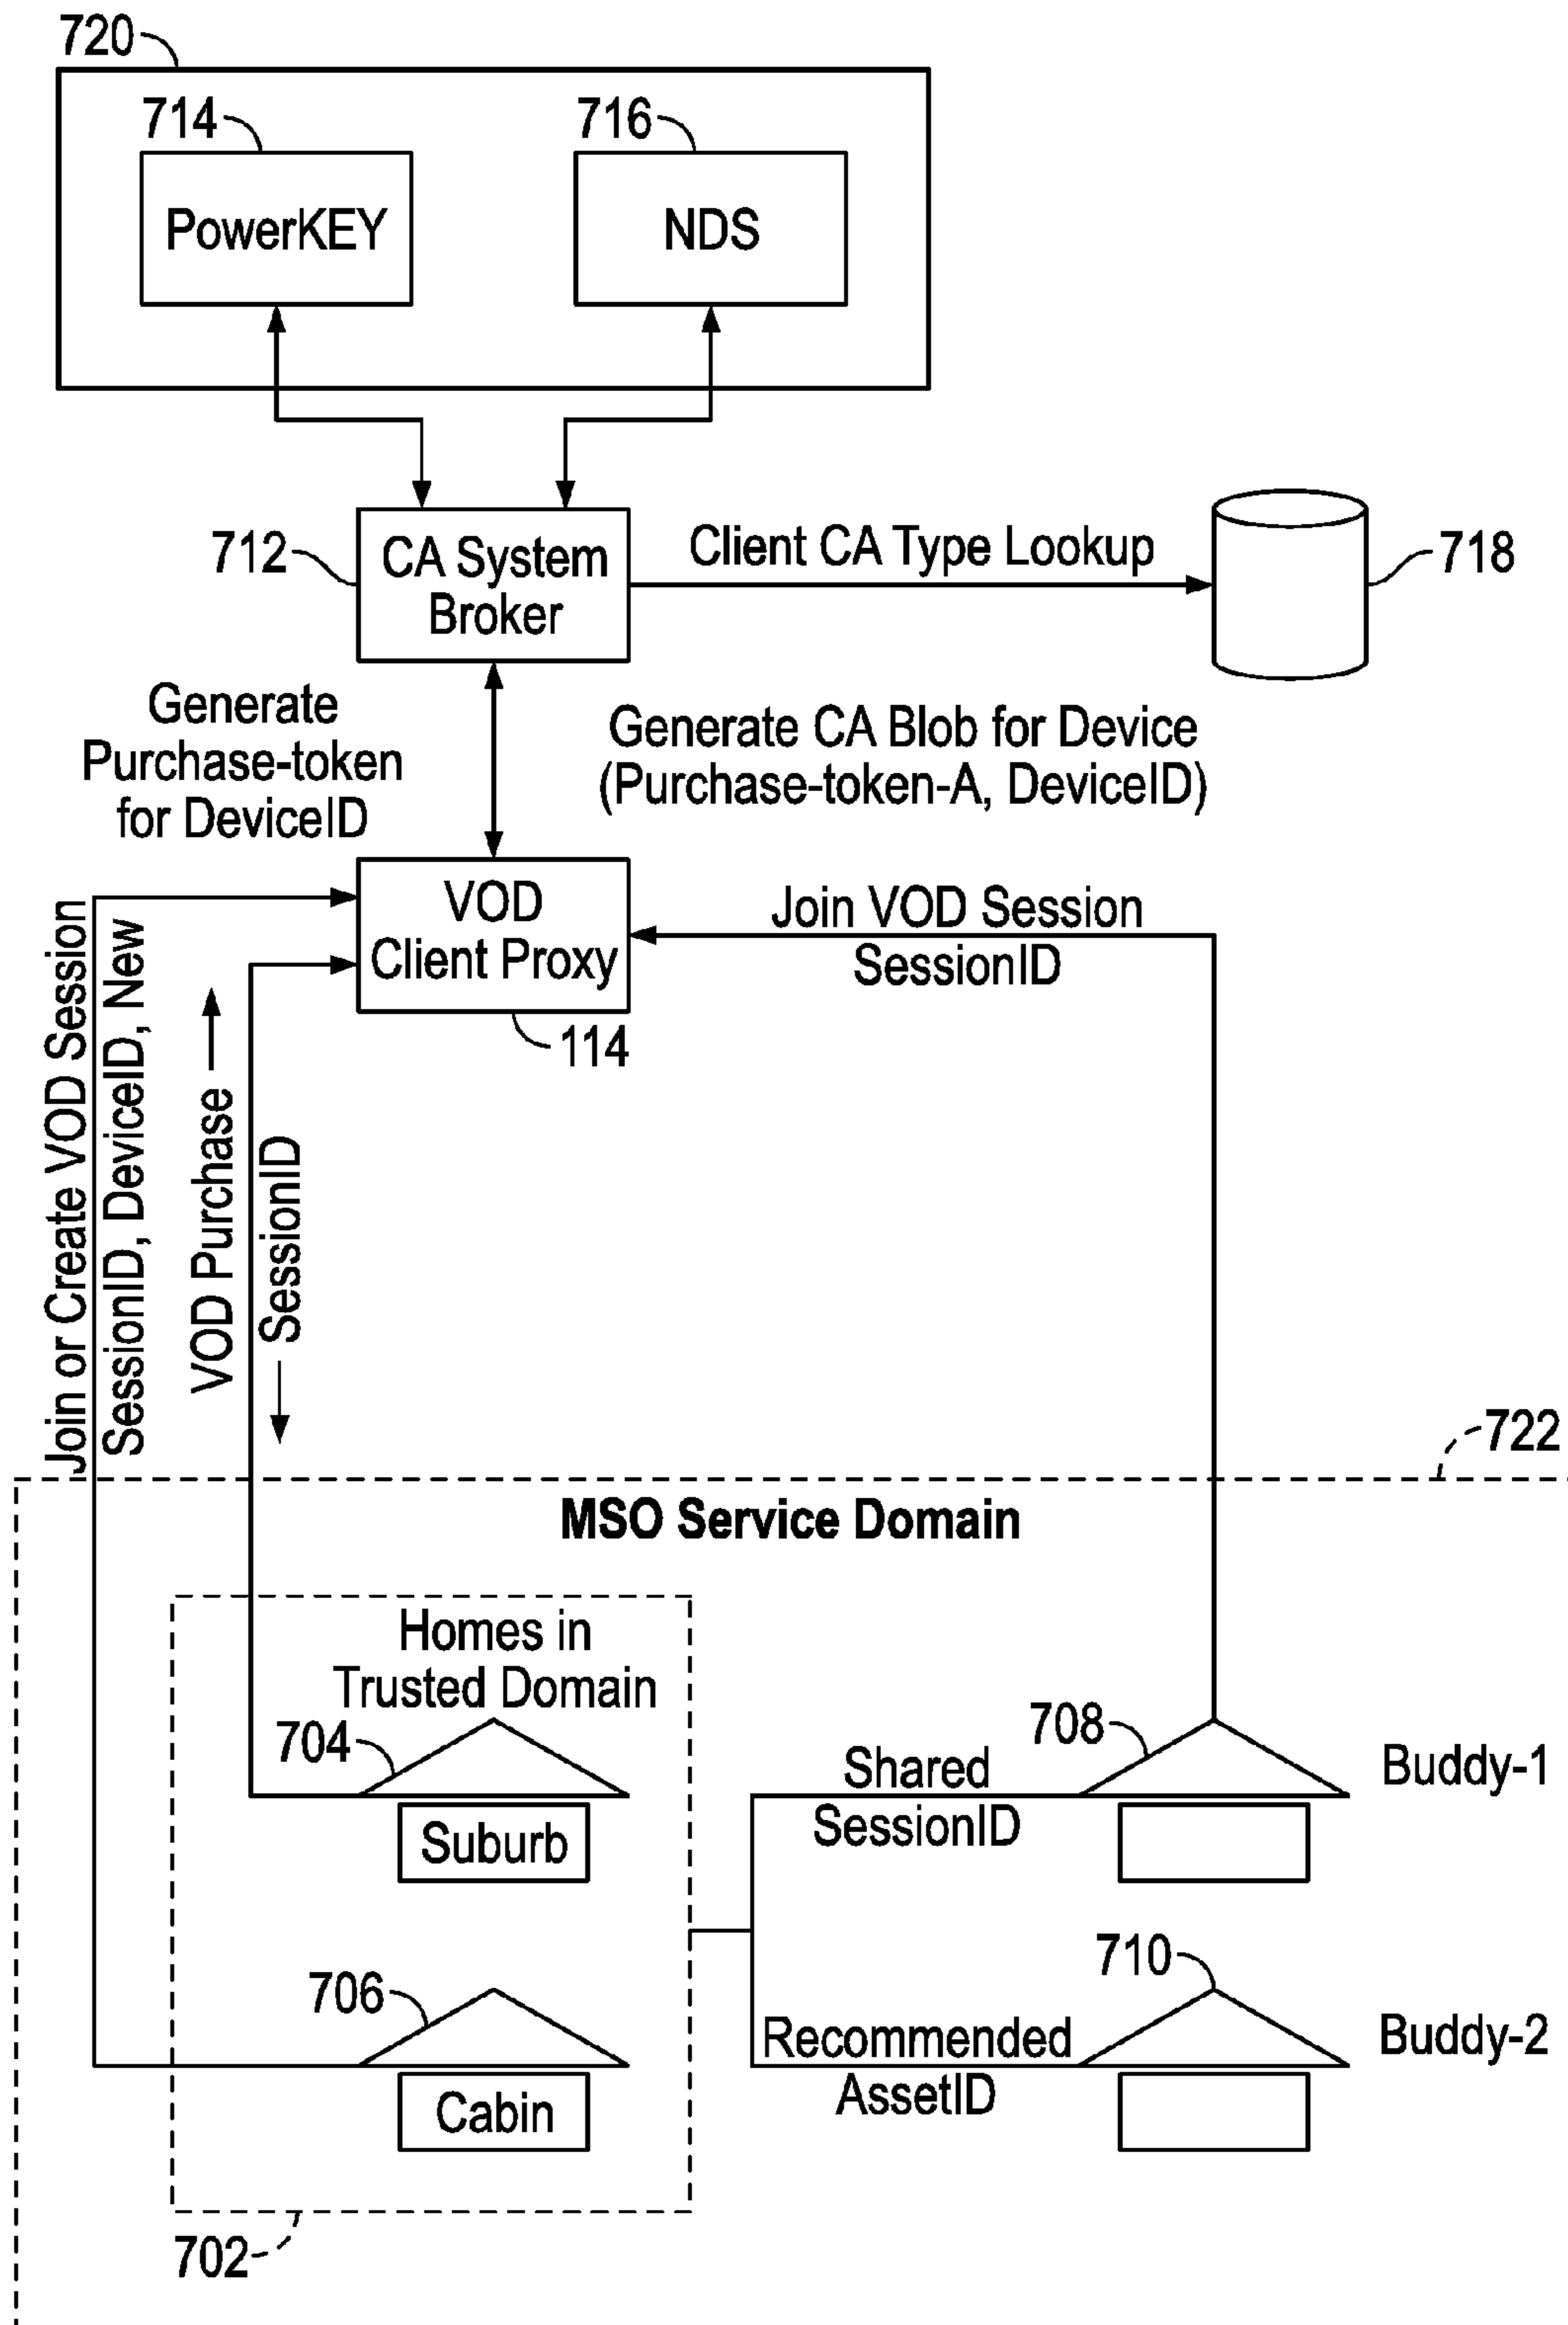 720
714
716
PowerKEY
NDS
712
CA System
Broker
Client CA Type Lookup
718
Generate
Purchase-token
for DeviceID
Generate CA Blob for Device
(Purchase-token-A, DeviceID)
VOD
Client Proxy
114
Join VOD Session
SessionID
Join or Create VOD Session
SessionID, DeviceID, New
VOD Purchase
SessionID
722
MSO Service Domain
Homes in
Trusted Domain
704
Suburb
Shared
SessionID
708
Buddy-1
706
Cabin
Recommended
AssetID
710
Buddy-2
702